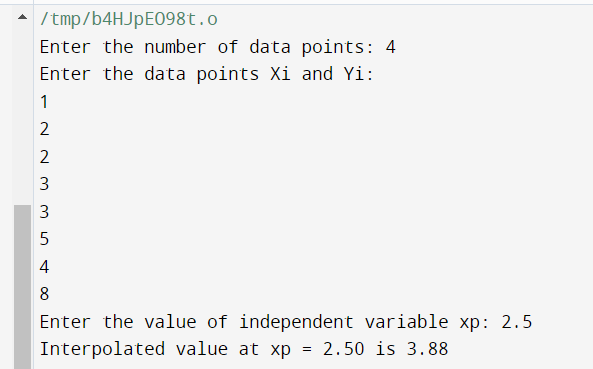 /tmp/b4HJpEO98t.o
Enter the number of data points: 4
Enter the data points Xi and Yi:
1
2
2
3
3
5
4
8
Enter the value of independent variable xp: 2.5
Interpolated value at xp = 2.50 is 3.88